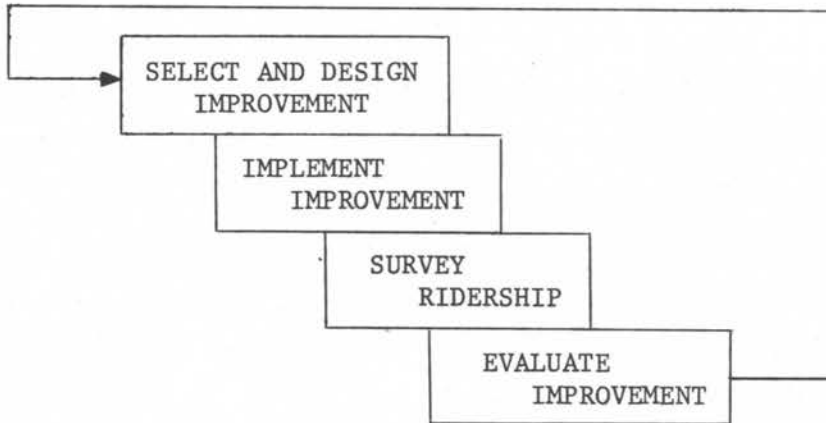 SELECT AND DESIGN
IMPROVEMENT
IMPLEMENT
IMPROVEMENT
SURVEY
RIDERSHIP
EVALUATE
IMPROVEMENT